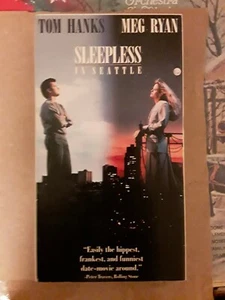 Orchestra
TOM HANKS MEG RYAN
SLEEPLESS
IN SEATTLE
"Easily the hippest,
frankest, and funniest
date-movie around."
-Peter Travers, Rolling Stone